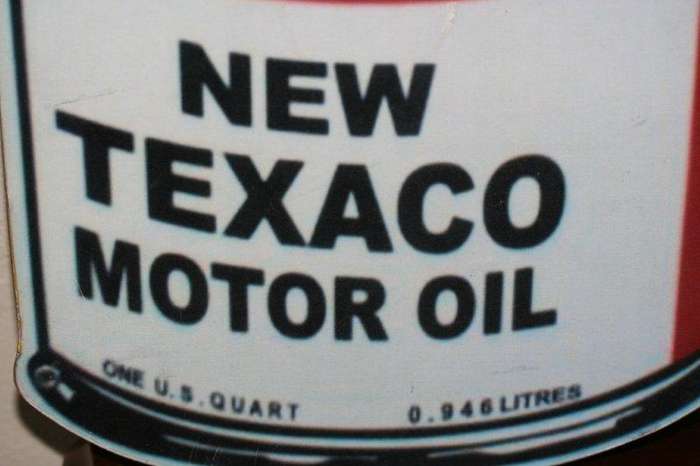 NEW
TEXACO
MOTOR OIL
ONE U.S.QUART 0.946 LITRES